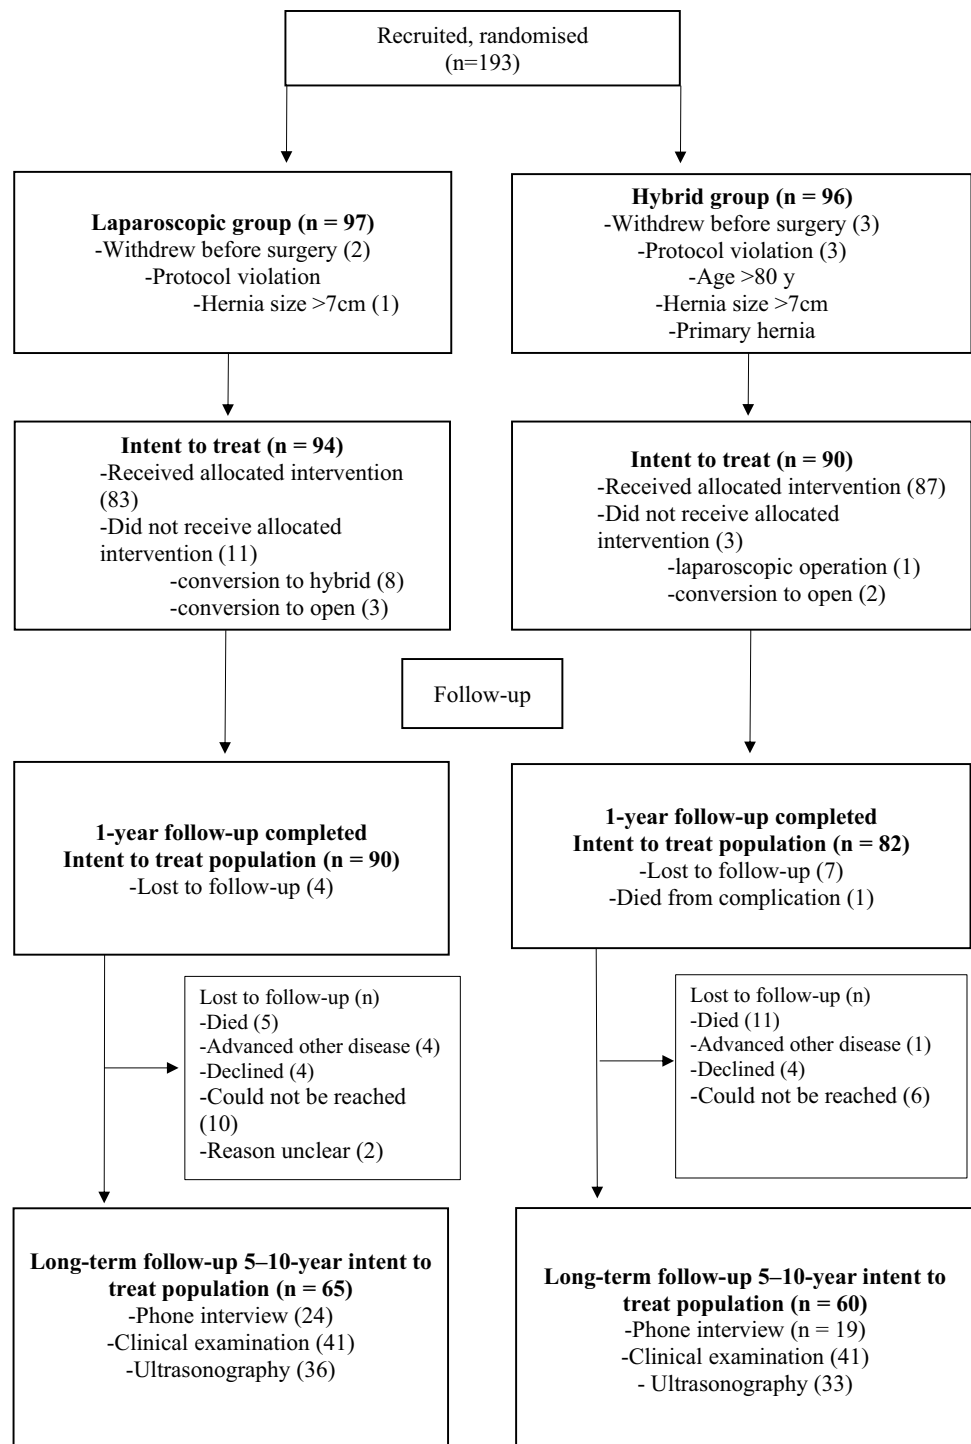 Recruited, randomised
(n=193)
Laparoscopic group (n = 97)
-Withdrew before surgery (2)
-Protocol violation
-Hernia size >7cm (1)
Hybrid group (n = 96)
-Withdrew before surgery (3)
-Protocol violation (3)
-Age >80 y
-Hernia size >7cm
-Primary hernia
Intent to treat (n = 94)
-Received allocated intervention
(83)
-Did not receive allocated
intervention (11)
-conversion to hybrid (8)
-conversion to open (3)
Intent to treat (n = 90)
-Received allocated intervention (87)
-Did not receive allocated
intervention (3)
-laparoscopic operation (1)
-conversion to open (2)
Follow-up
1-year follow-up completed
Intent to treat population (n = 90)
-Lost to follow-up (4)
1-year follow-up completed
Intent to treat population (n = 82)
-Lost to follow-up (7)
-Died from complication (1)
Lost to follow-up (n)
-Died (5)
-Advanced other disease (4)
-Declined (4)
-Could not be reached
(10)
-Reason unclear (2)
Lost to follow-up (n)
-Died (11)
-Advanced other disease (1)
-Declined (4)
-Could not be reached (6)
Long-term follow-up 5–10-year intent to
treat population (n = 65)
-Phone interview (24)
-Clinical examination (41)
-Ultrasonography (36)
Long-term follow-up 5–10-year intent to
treat population (n = 60)
-Phone interview (n = 19)
-Clinical examination (41)
- Ultrasonography (33)